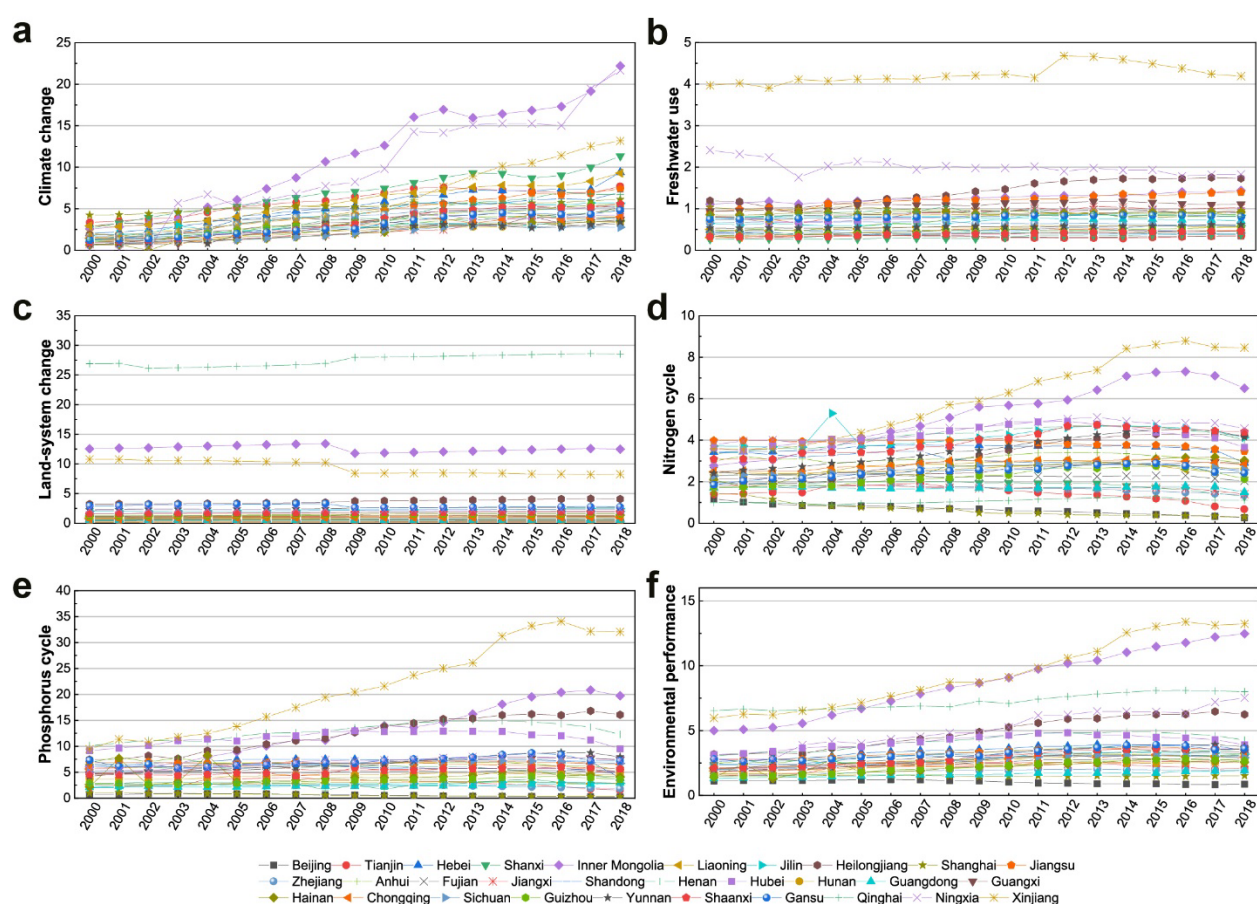 a
Climate change
25
20
15
10
5
0
2000 2001 2002 2003 2004 2005 2006 2007 2008 2009 2010 2011 2012 2013 2014 2015 2016 2017 2018
b
Freshwater use
5
4
3
2
1
0
2000 2001 2002 2003 2004 2005 2006 2007 2008 2009 2010 2011 2012 2013 2014 2015 2016 2017 2018
c
Land-system change
35
30
25
20
15
10
5
0
2000 2001 2002 2003 2004 2005 2006 2007 2008 2009 2010 2011 2012 2013 2014 2015 2016 2017 2018
d
Nitrogen cycle
10
8
6
4
2
0
2000 2001 2002 2003 2004 2005 2006 2007 2008 2009 2010 2011 2012 2013 2014 2015 2016 2017 2018
e
Phosphorus cycle
40
35
30
25
20
15
10
5
0
2000 2001 2002 2003 2004 2005 2006 2007 2008 2009 2010 2011 2012 2013 2014 2015 2016 2017 2018
f
Environmental performance
15
10
5
0
2000 2001 2002 2003 2004 2005 2006 2007 2008 2009 2010 2011 2012 2013 2014 2015 2016 2017 2018
Beijing Tianjin Hebei Shanxi Inner Mongolia Liaoning Jilin Heilongjiang Shanghai Jiangsu
Zhejiang Anhui Fujian Jiangxi Shandong Henan Hubei Hunan Guangdong Guangxi
Hainan Chongqing Sichuan Guizhou Yunnan Shaanxi Gansu Qinghai Ningxia Xinjiang